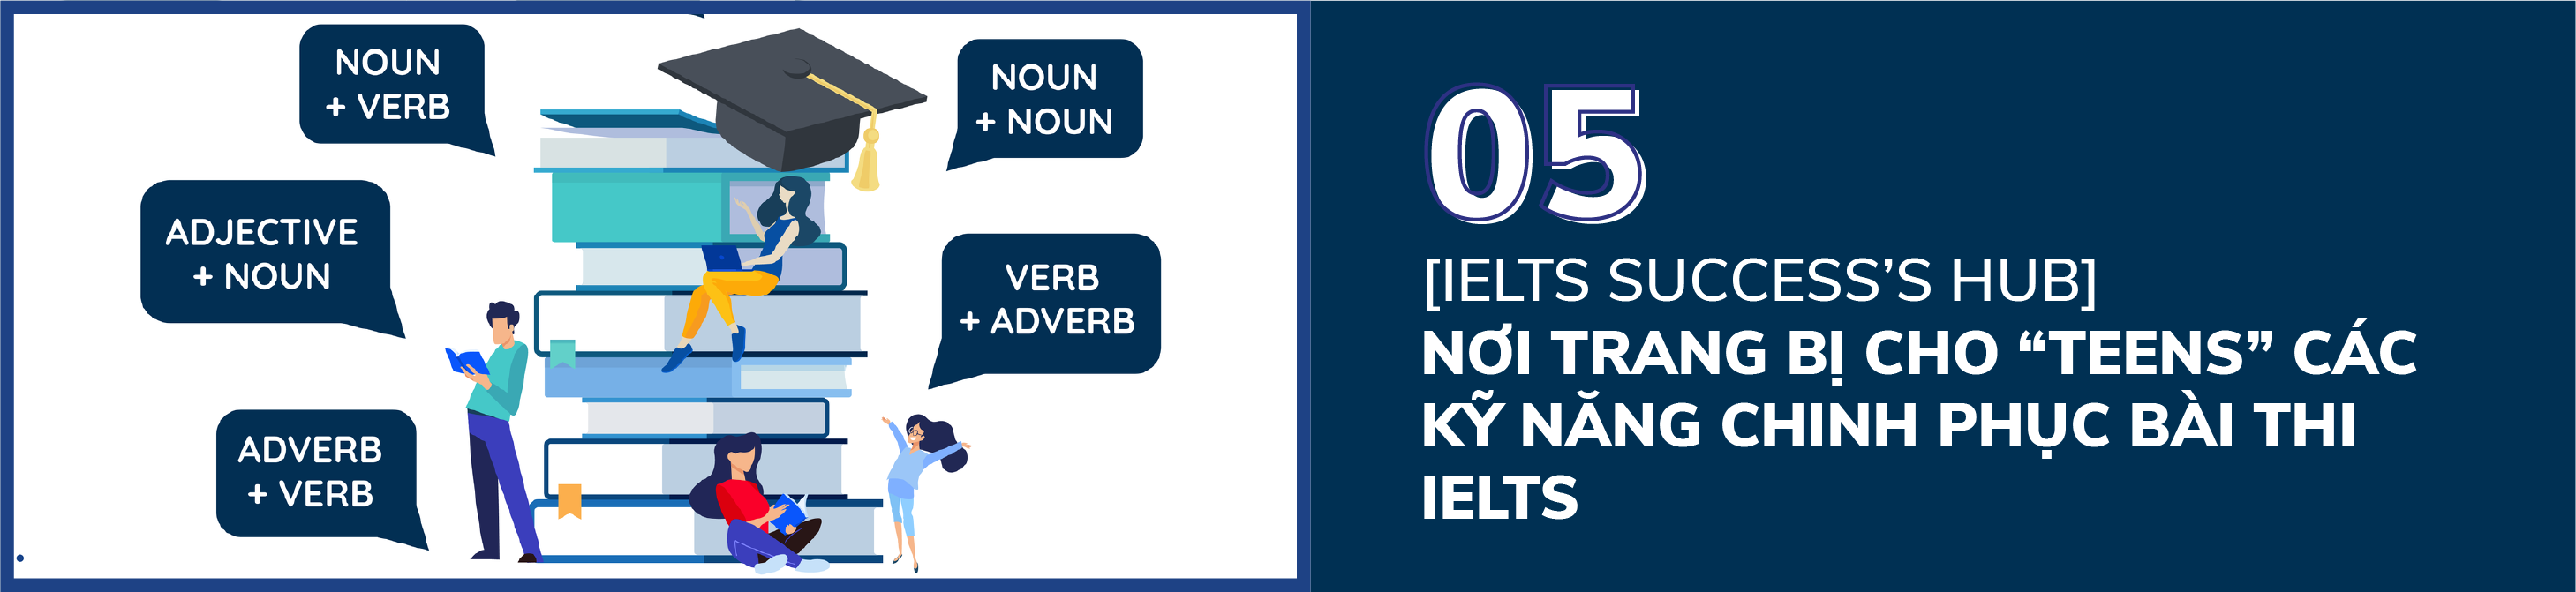 NOUN
+ VERB
NOUN
+ NOUN
ADJECTIVE
+ NOUN
VERB
+ ADVERB
ADVERB
+ VERB
05
[IELTS SUCCESS’S HUB]
NƠI TRANG BỊ CHO “TEENS” CÁC
KỸ NĂNG CHINH PHỤC BÀI THI
IELTS